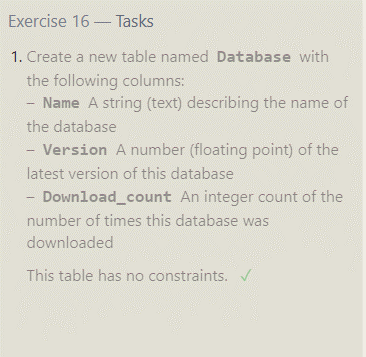 Exercise 16 — Tasks
1. Create a new table named Database with
the following columns:
– Name A string (text) describing the name of
the database
– Version A number (floating point) of the
latest version of this database
– Download_count An integer count of the
number of times this database was
downloaded
This table has no constraints. ✓